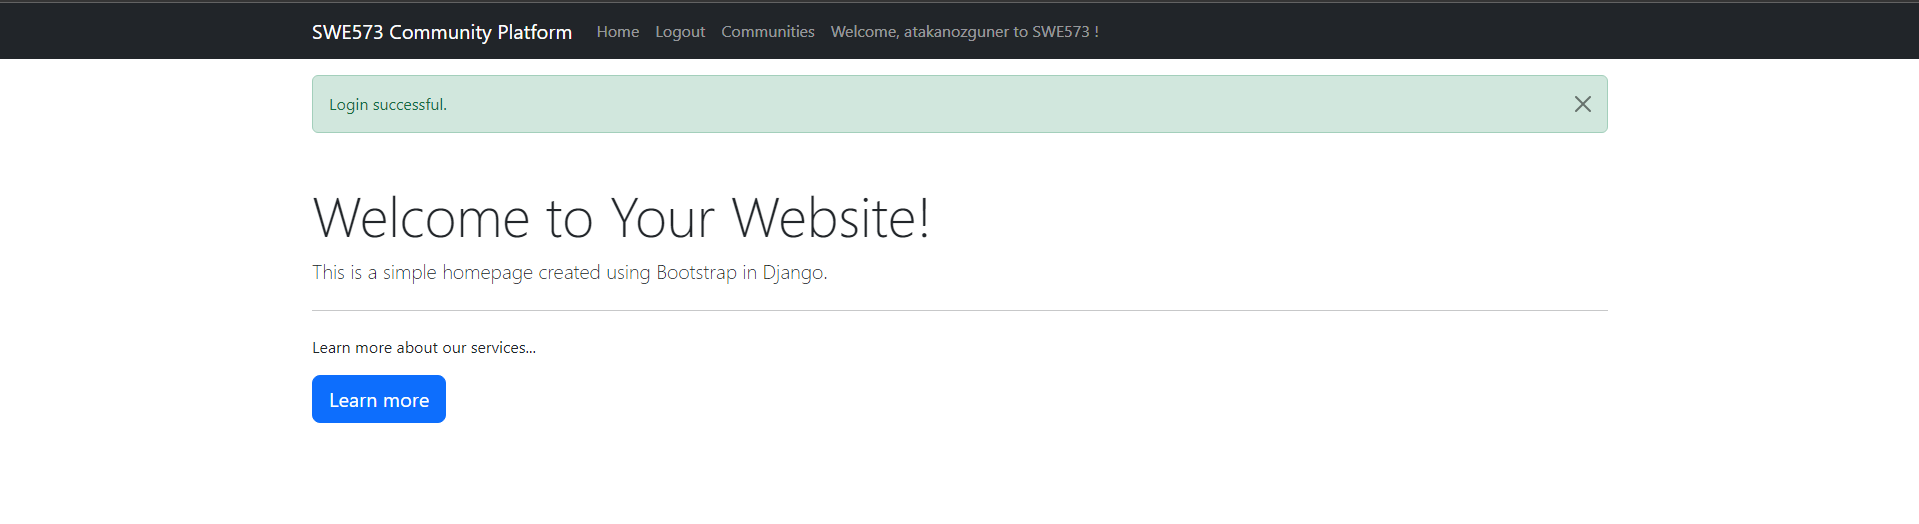 SWE573 Community Platform Home Logout Communities Welcome, atakanozguner to SWE573 !
Login successful.
Welcome to Your Website!
This is a simple homepage created using Bootstrap in Django.
Learn more about our services...
Learn more